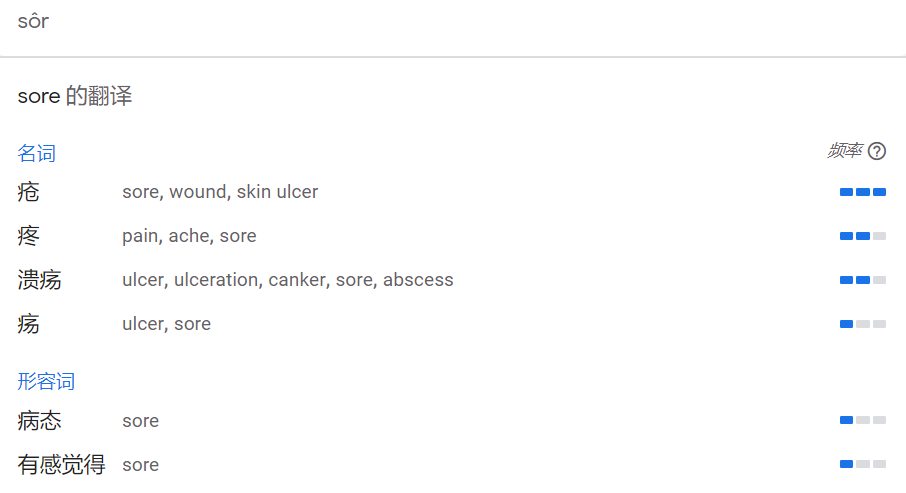 sôr
sore 的翻译
名词 频率 ?
疮 sore, wound, skin ulcer
疼 pain, ache, sore
溃疡 ulcer, ulceration, canker, sore, abscess
疡 ulcer, sore
形容词
病态 sore
有感觉得 sore